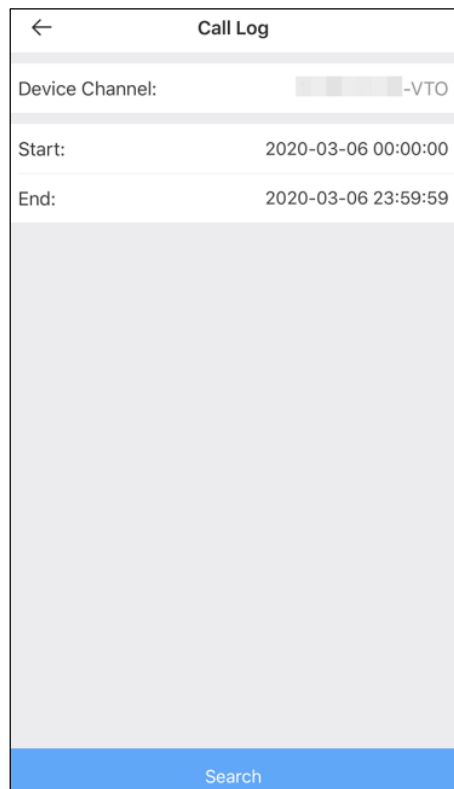 Call Log
Device Channel: -VTO
Start: 2020-03-06 00:00:00
End: 2020-03-06 23:59:59
Search